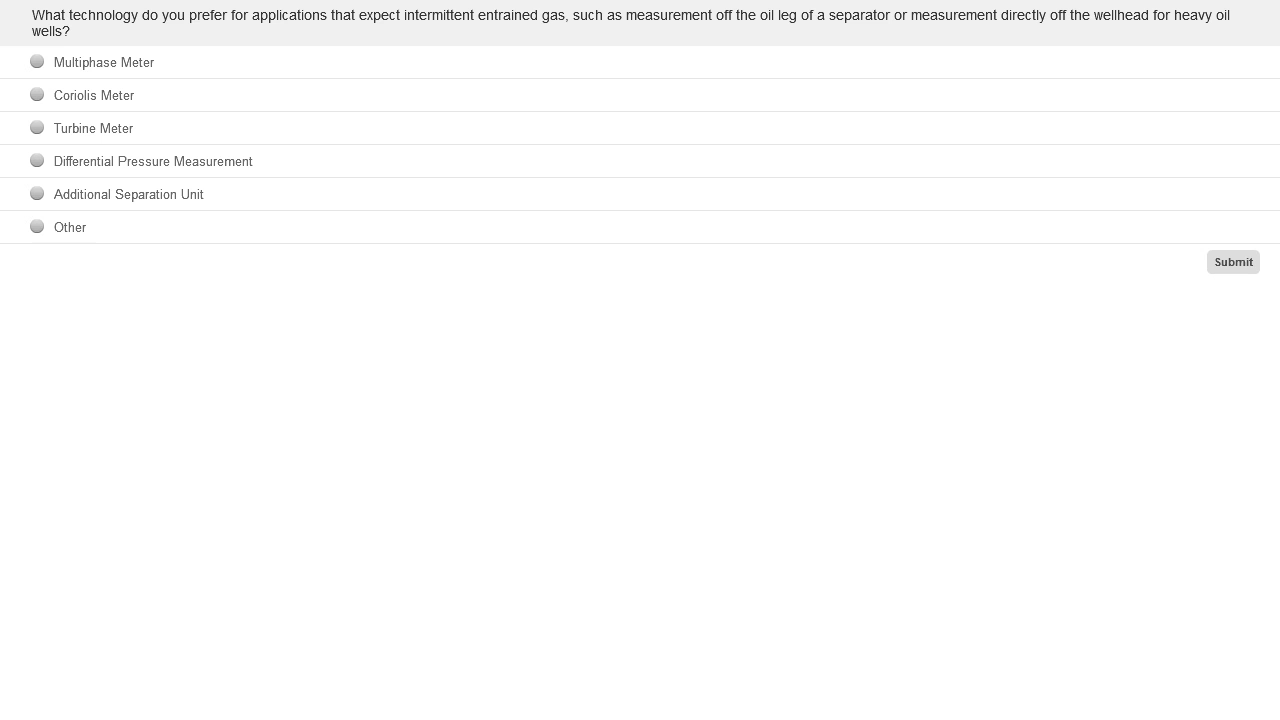 What technology do you prefer for applications that expect intermittent entrained gas, such as measurement off the oil leg of a separator or measurement directly off the wellhead for heavy oil
wells?
Multiphase Meter
Coriolis Meter
Turbine Meter
Differential Pressure Measurement
Additional Separation Unit
Other
Submit